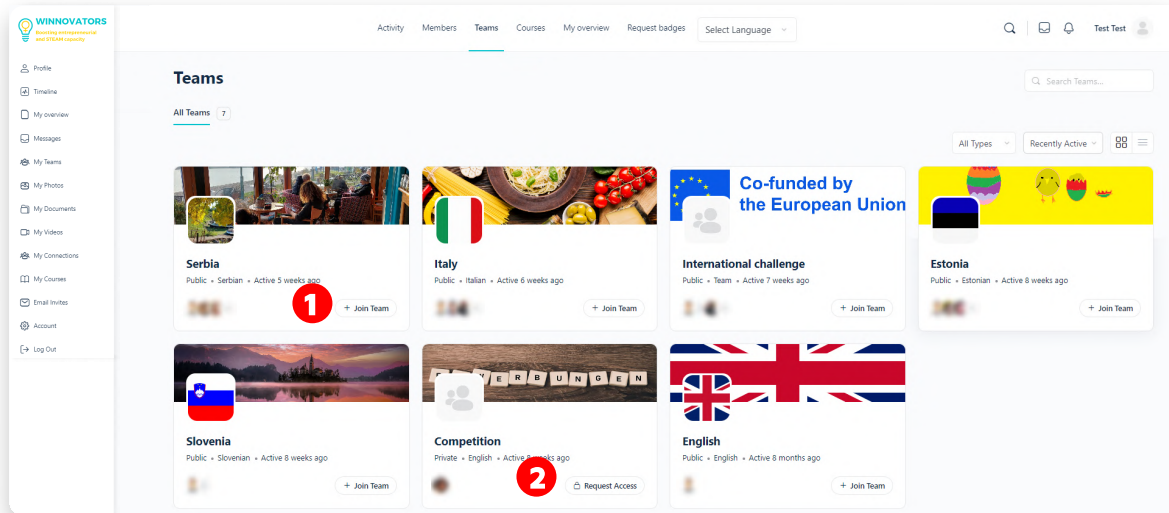 WINNOVATORS
Boosting entrepreneurial
and STEAM capacity
Activity
Members
Teams
Courses
My overview
Request badges
Select Language
Test Test
Profile
Timeline
My overview
Messages
My Teams
My Photos
My Documents
My Videos
My Connections
My Courses
Email Invites
Account
Log Out
Teams
Search Teams...
All Teams 7
All Types
Recently Active
Serbia
Public • Serbian • Active 5 weeks ago
1
+ Join Team
Italy
Public • Italian • Active 6 weeks ago
+ Join Team
Co-funded by
the European Union
International challenge
Public • Team • Active 7 weeks ago
+ Join Team
Estonia
Public • Estonian • Active 8 weeks ago
+ Join Team
Slovenia
Public • Slovenian • Active 8 weeks ago
+ Join Team
ERBUNGEN
Competition
Private • English • Active 8 weeks ago
2
Request Access
English
Public • English • Active 8 months ago
+ Join Team